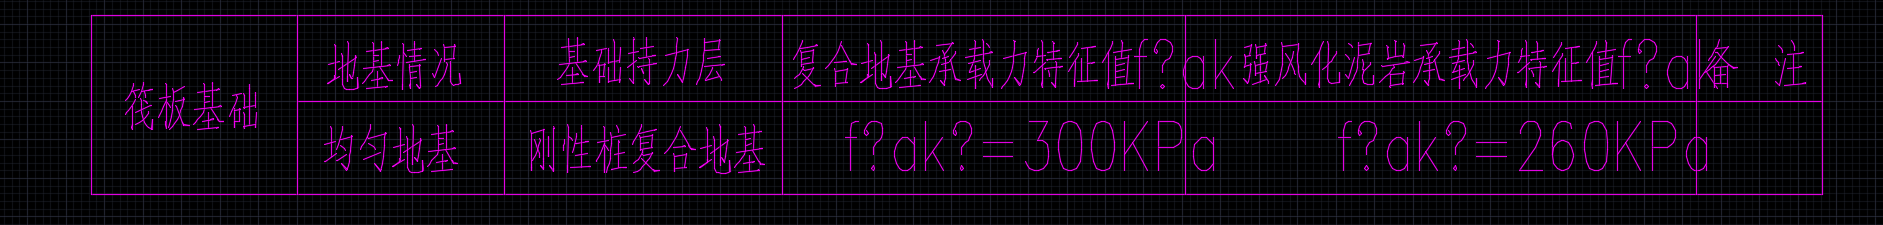 筏板基础
地基情况 基础持力层 复合地基承载力特征值f?ak 强风化泥岩承载力特征值f?ak 备 注
均匀地基 刚性桩复合地基 f?ak?=300KPa f?ak?=260KPa